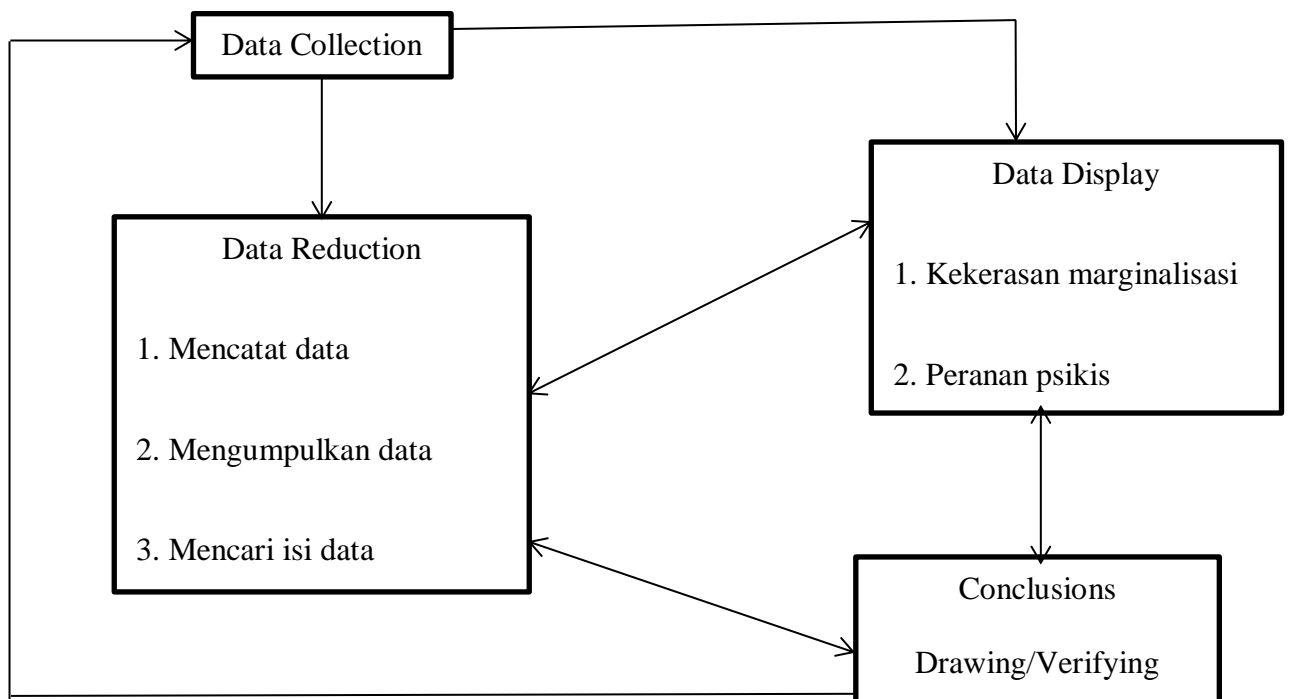 Data Collection
Data Display
1. Kekerasan marginalisasi
2. Peranan psikis
Data Reduction
1. Mencatat data
2. Mengumpulkan data
3. Mencari isi data
Conclusions
Drawing/Verifying